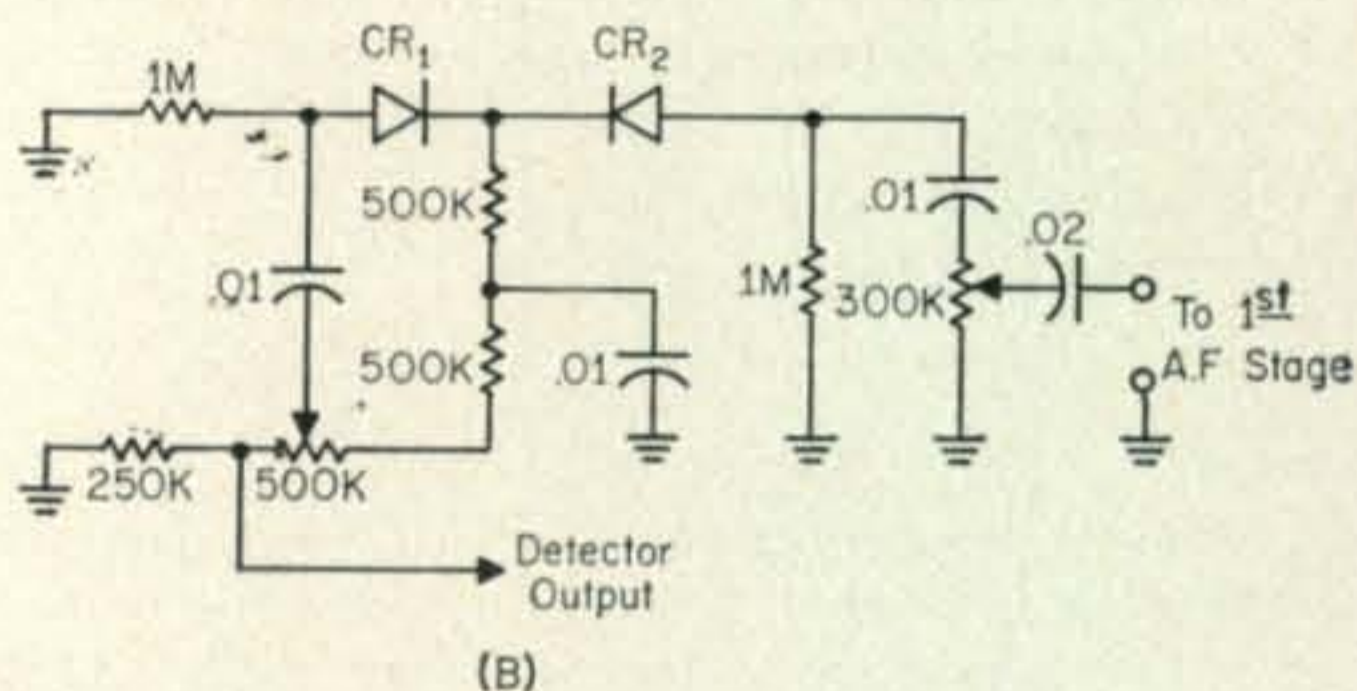 CR1
CR2
1M
500K
.01
.01
.02
1M
300K
To 1st
A.F Stage
500K
.01
250K
500K
Detector
Output
(B)